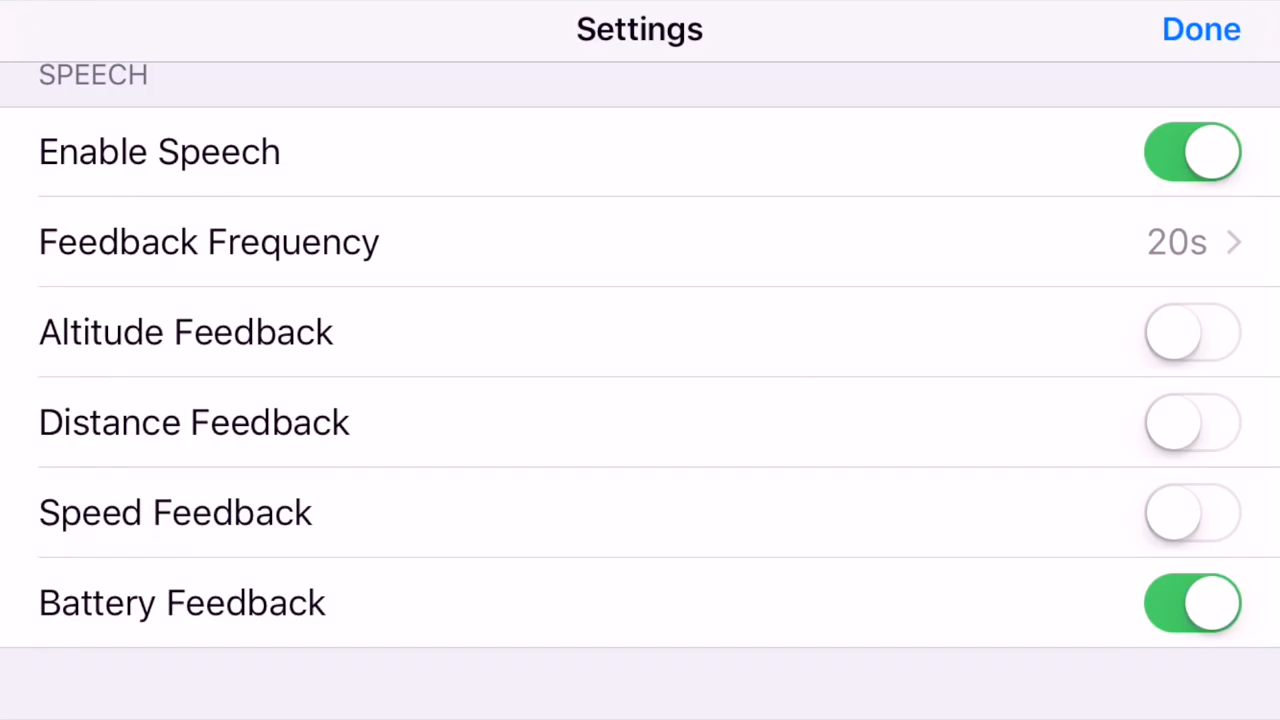 Settings
Done
SPEECH
Enable Speech
Feedback Frequency
20s
Altitude Feedback
Distance Feedback
Speed Feedback
Battery Feedback